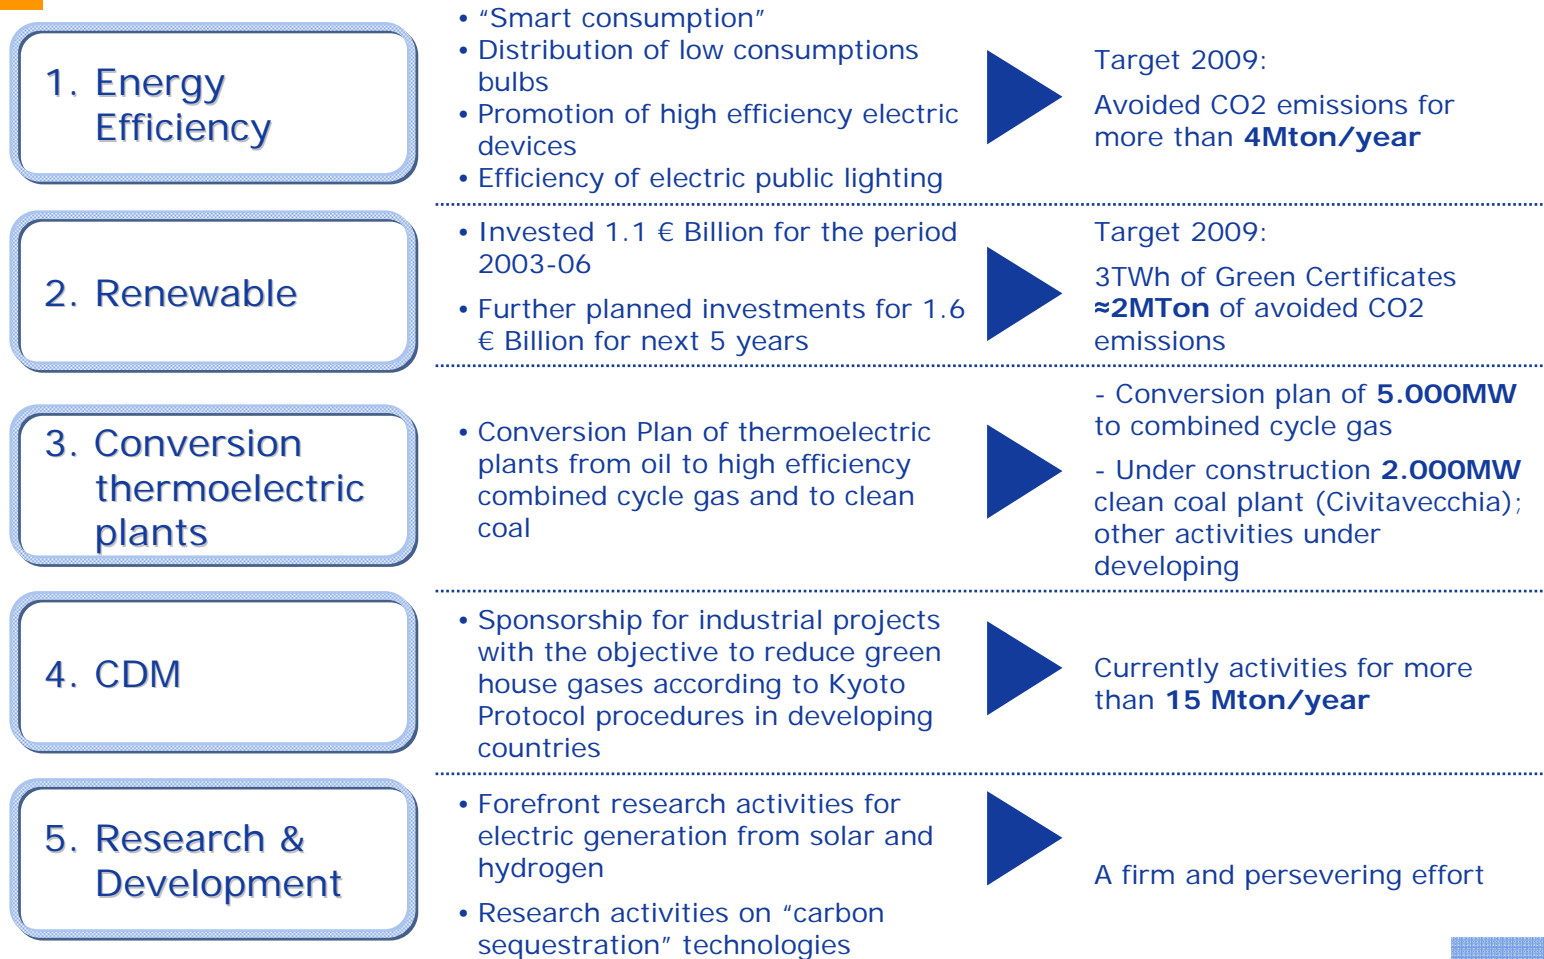 1. Energy
Efficiency
• “Smart consumption”
• Distribution of low consumptions
bulbs
• Promotion of high efficiency electric
devices
• Efficiency of electric public lighting
Target 2009:
Avoided CO2 emissions for
more than 4Mton/year
2. Renewable
• Invested 1.1 € Billion for the period
2003-06
• Further planned investments for 1.6
€ Billion for next 5 years
Target 2009:
3TWh of Green Certificates
≈2MTon of avoided CO2
emissions
3. Conversion
thermoelectric
plants
• Conversion Plan of thermoelectric
plants from oil to high efficiency
combined cycle gas and to clean
coal
- Conversion plan of 5.000MW
to combined cycle gas
- Under construction 2.000MW
clean coal plant (Civitavecchia);
other activities under
developing
4. CDM
• Sponsorship for industrial projects
with the objective to reduce green
house gases according to Kyoto
Protocol procedures in developing
countries
Currently activities for more
than 15 Mton/year
5. Research &
Development
• Forefront research activities for
electric generation from solar and
hydrogen
• Research activities on “carbon
sequestration” technologies
A firm and persevering effort